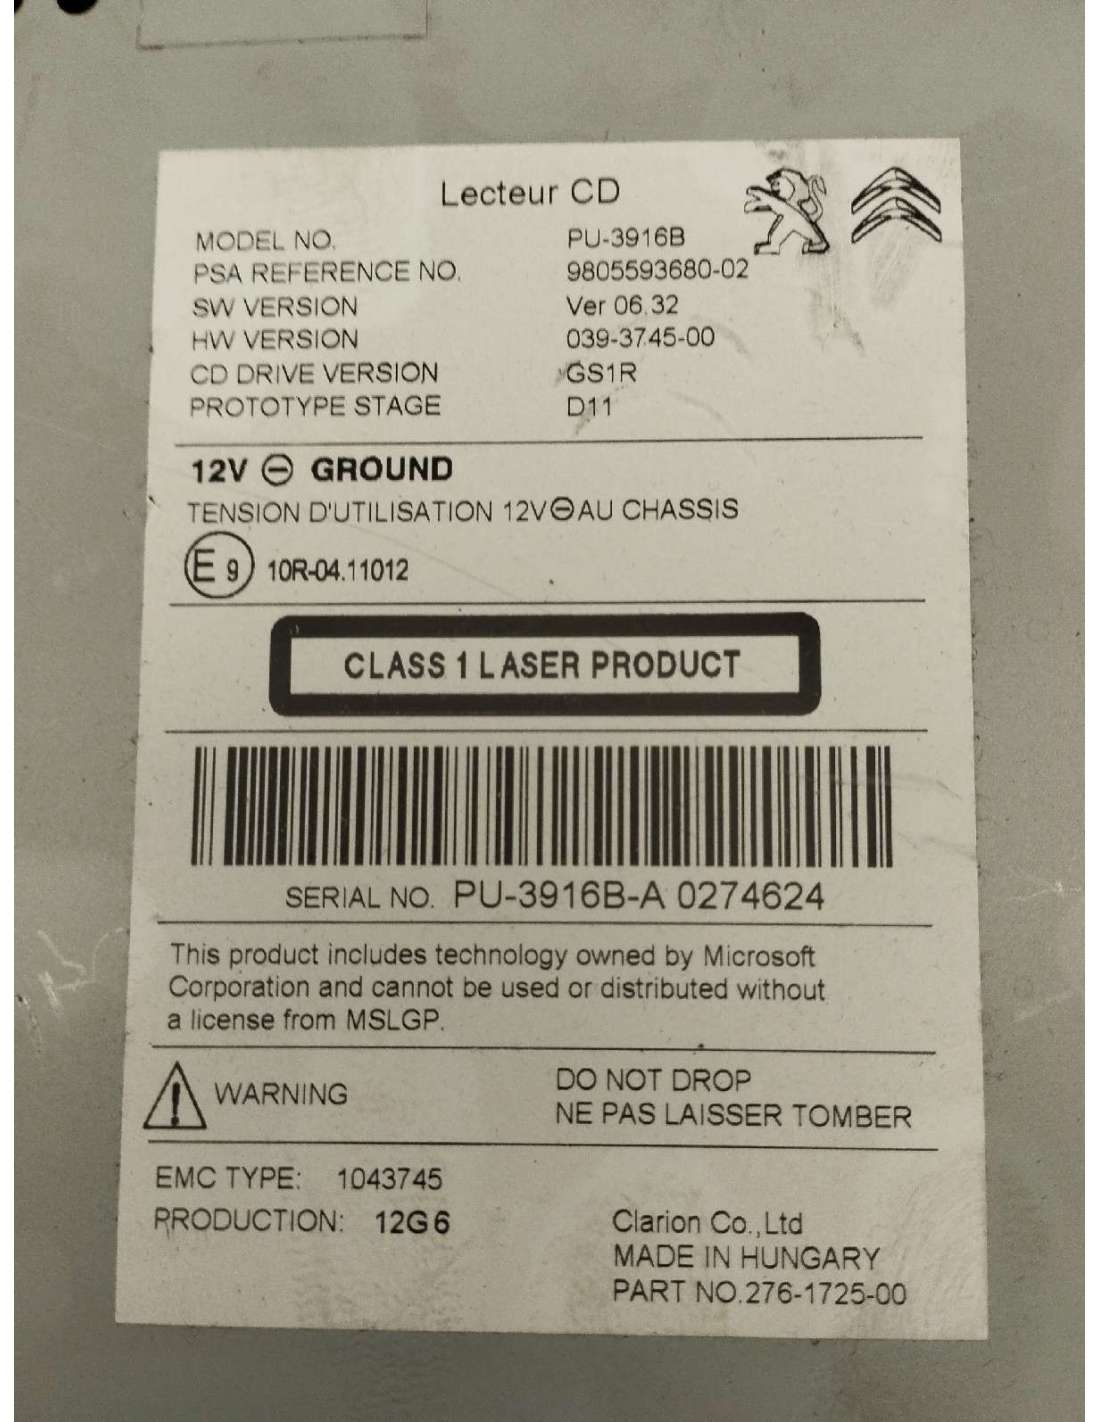 Lecteur CD
MODEL NO. PU-3916B
PSA REFERENCE NO. 9805593680-02
SW VERSION Ver 06.32
HW VERSION 039-3745-00
CD DRIVE VERSION GS1R
PROTOTYPE STAGE D11
12V ⊖ GROUND
TENSION D'UTILISATION 12V⊖AU CHASSIS
E9 10R-04.11012
CLASS 1 LASER PRODUCT
SERIAL NO. PU-3916B-A 0274624
This product includes technology owned by Microsoft
Corporation and cannot be used or distributed without
a license from MSLGP.
WARNING DO NOT DROP
NE PAS LAISSER TOMBER
EMC TYPE: 1043745
PRODUCTION: 12G6
Clarion Co.,Ltd
MADE IN HUNGARY
PART NO.276-1725-00